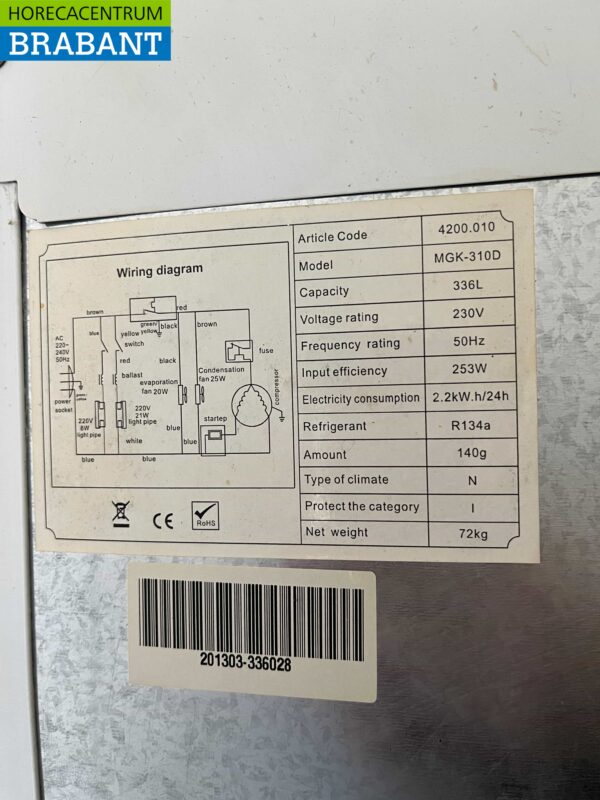 HORECACENTRUM
BRABANT
Wiring diagram
brown
red
green/
yellow
black
blue
yellow
switch
brown
AC
220~
240V
50Hz
red
black
fuse
ballast
evaporation
fan 20W
Condensation
fan 25W
compressor
green
yellow
power
socket
220V
8W
light pipe
220V
21W
light pipe
startep
blue
white
blue
blue
blue
CE
RoHS
Article Code 4200.010
Model MGK-310D
Capacity 336L
Voltage rating 230V
Frequency rating 50Hz
Input efficiency 253W
Electricity consumption 2.2kW.h/24h
Refrigerant R134a
Amount 140g
Type of climate N
Protect the category I
Net weight 72kg
201303-336028